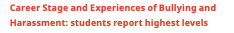 Career Stage and Experiences of Bullying and
Harassment: students report highest levels